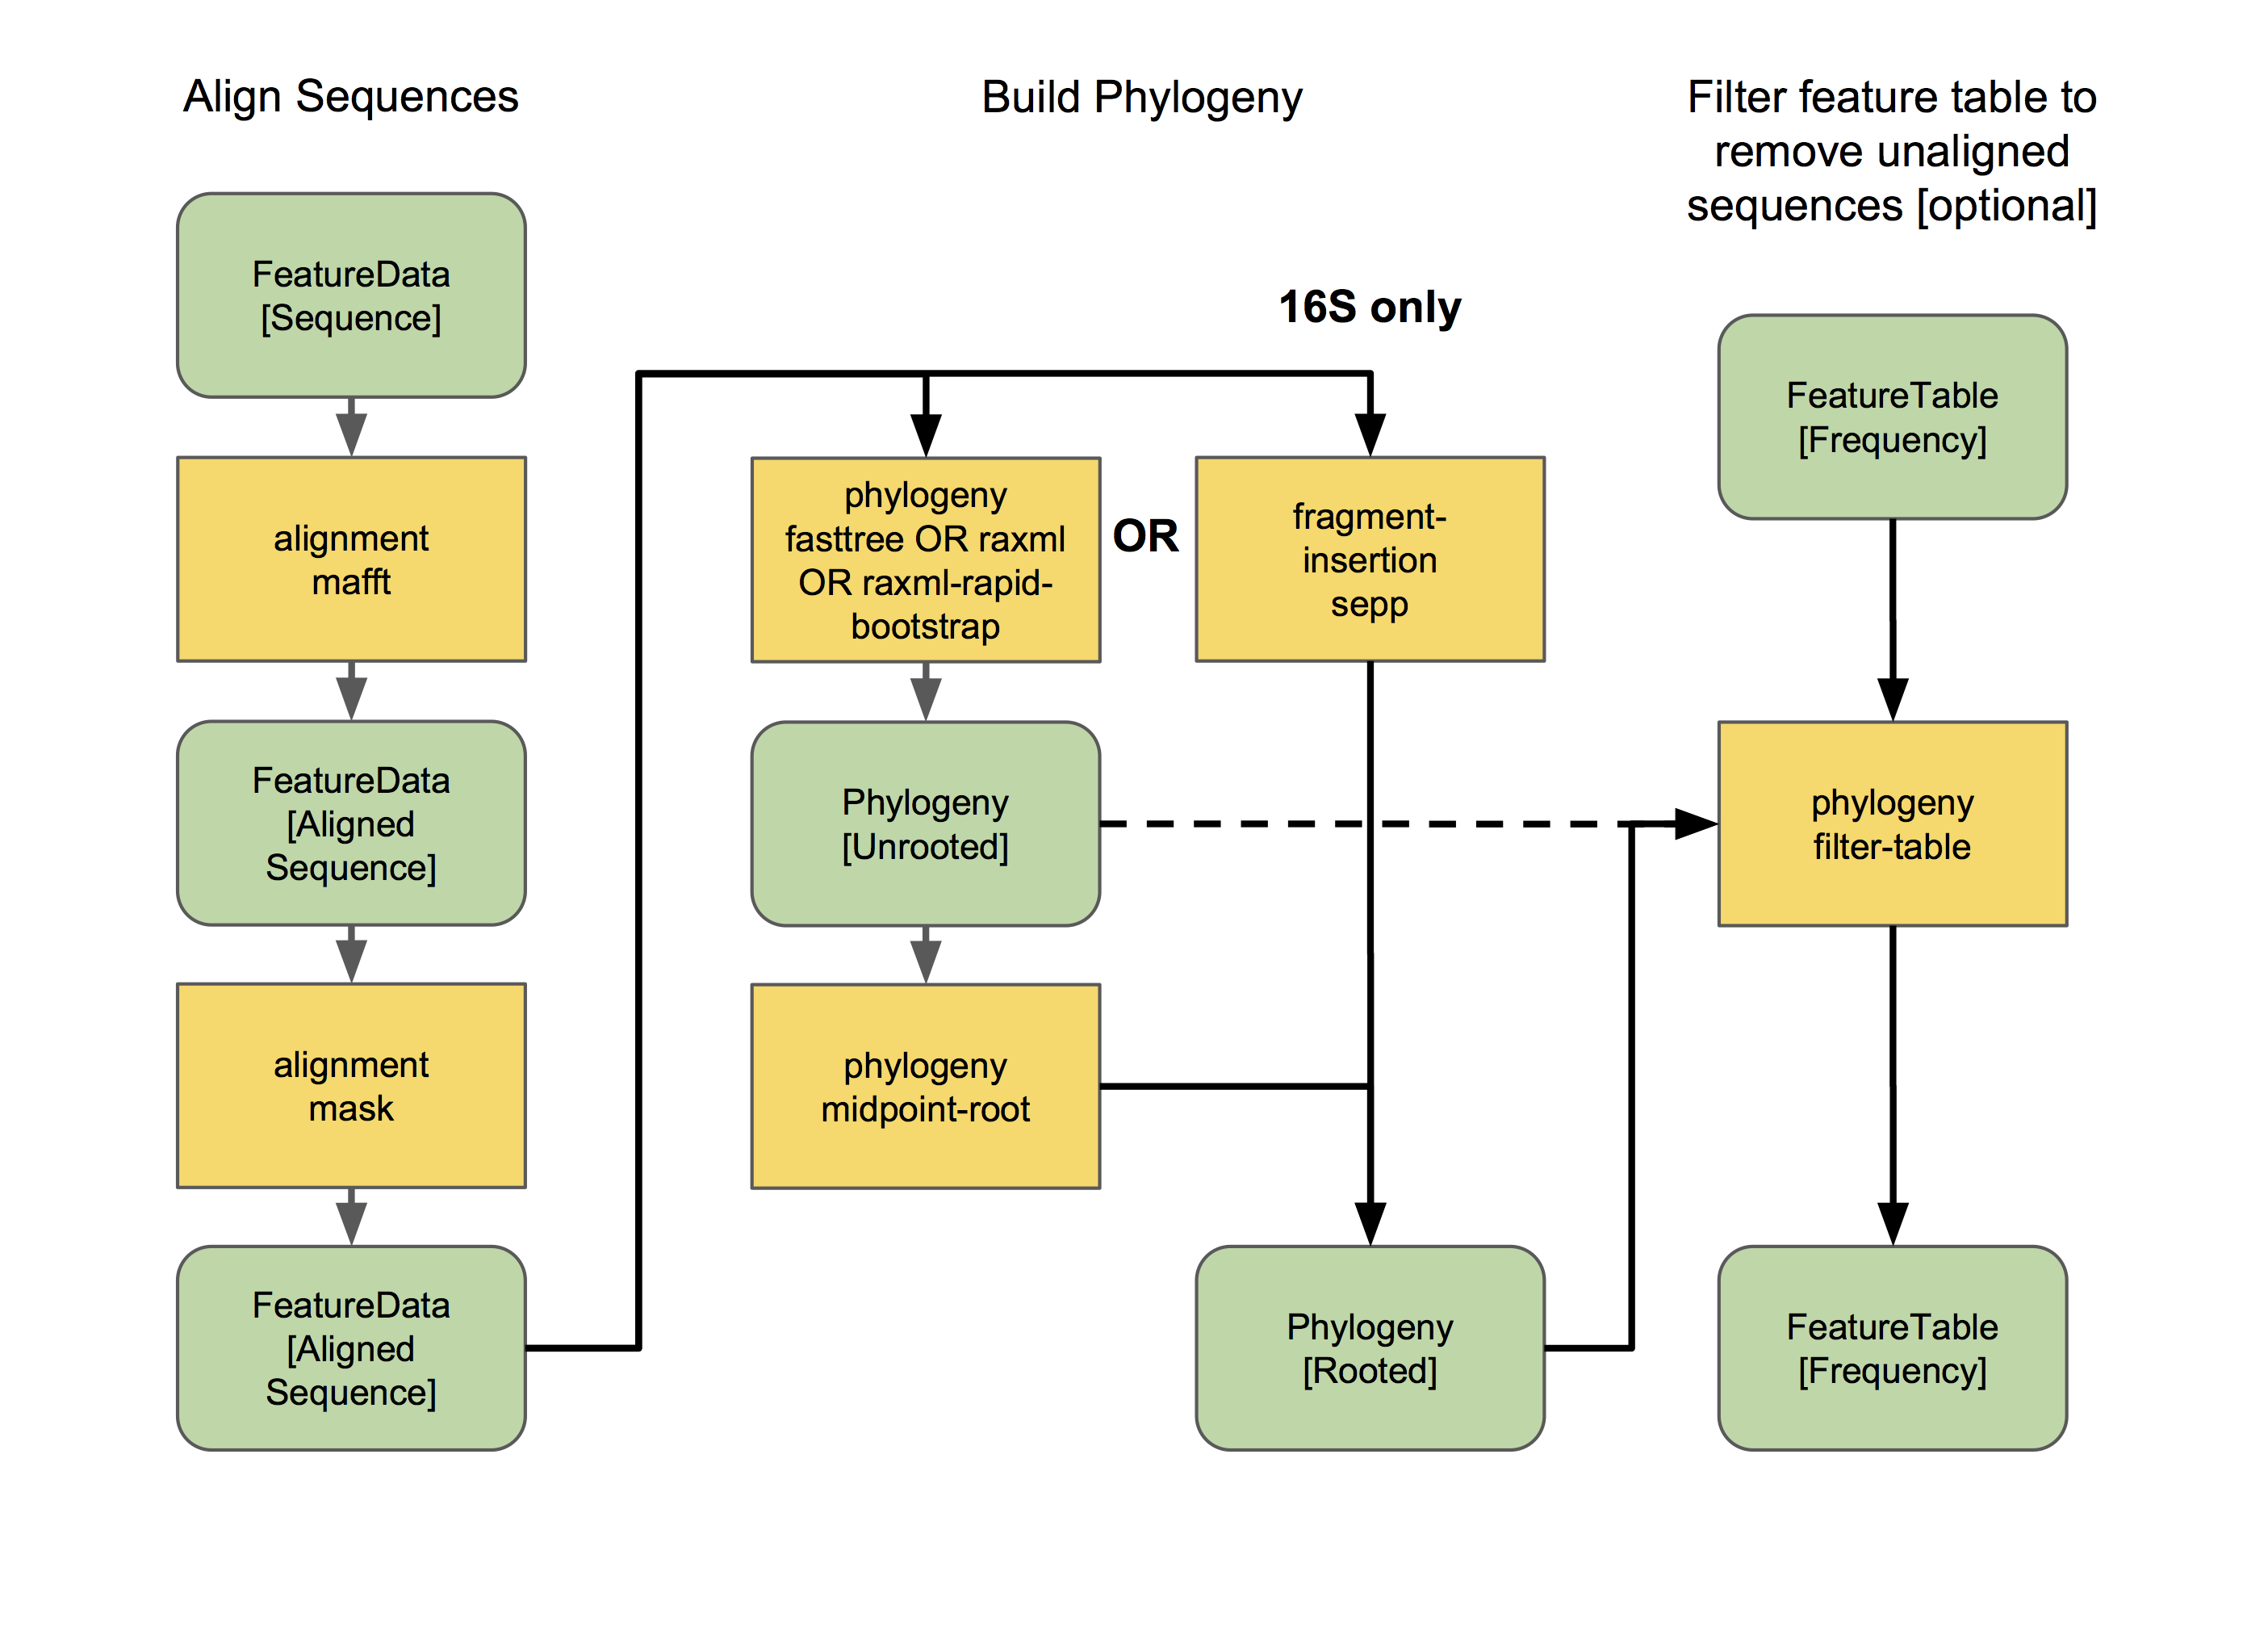 Align Sequences
FeatureData
[Sequence]
alignment
mafft
FeatureData
[Aligned
Sequence]
alignment
mask
FeatureData
[Aligned
Sequence]
Build Phylogeny
16S only
phylogeny
fasttree OR raxml
OR raxml-rapid-
bootstrap
OR
fragment-
insertion
sepp
Phylogeny
[Unrooted]
phylogeny
midpoint-root
Phylogeny
[Rooted]
Filter feature table to
remove unaligned
sequences [optional]
FeatureTable
[Frequency]
phylogeny
filter-table
FeatureTable
[Frequency]